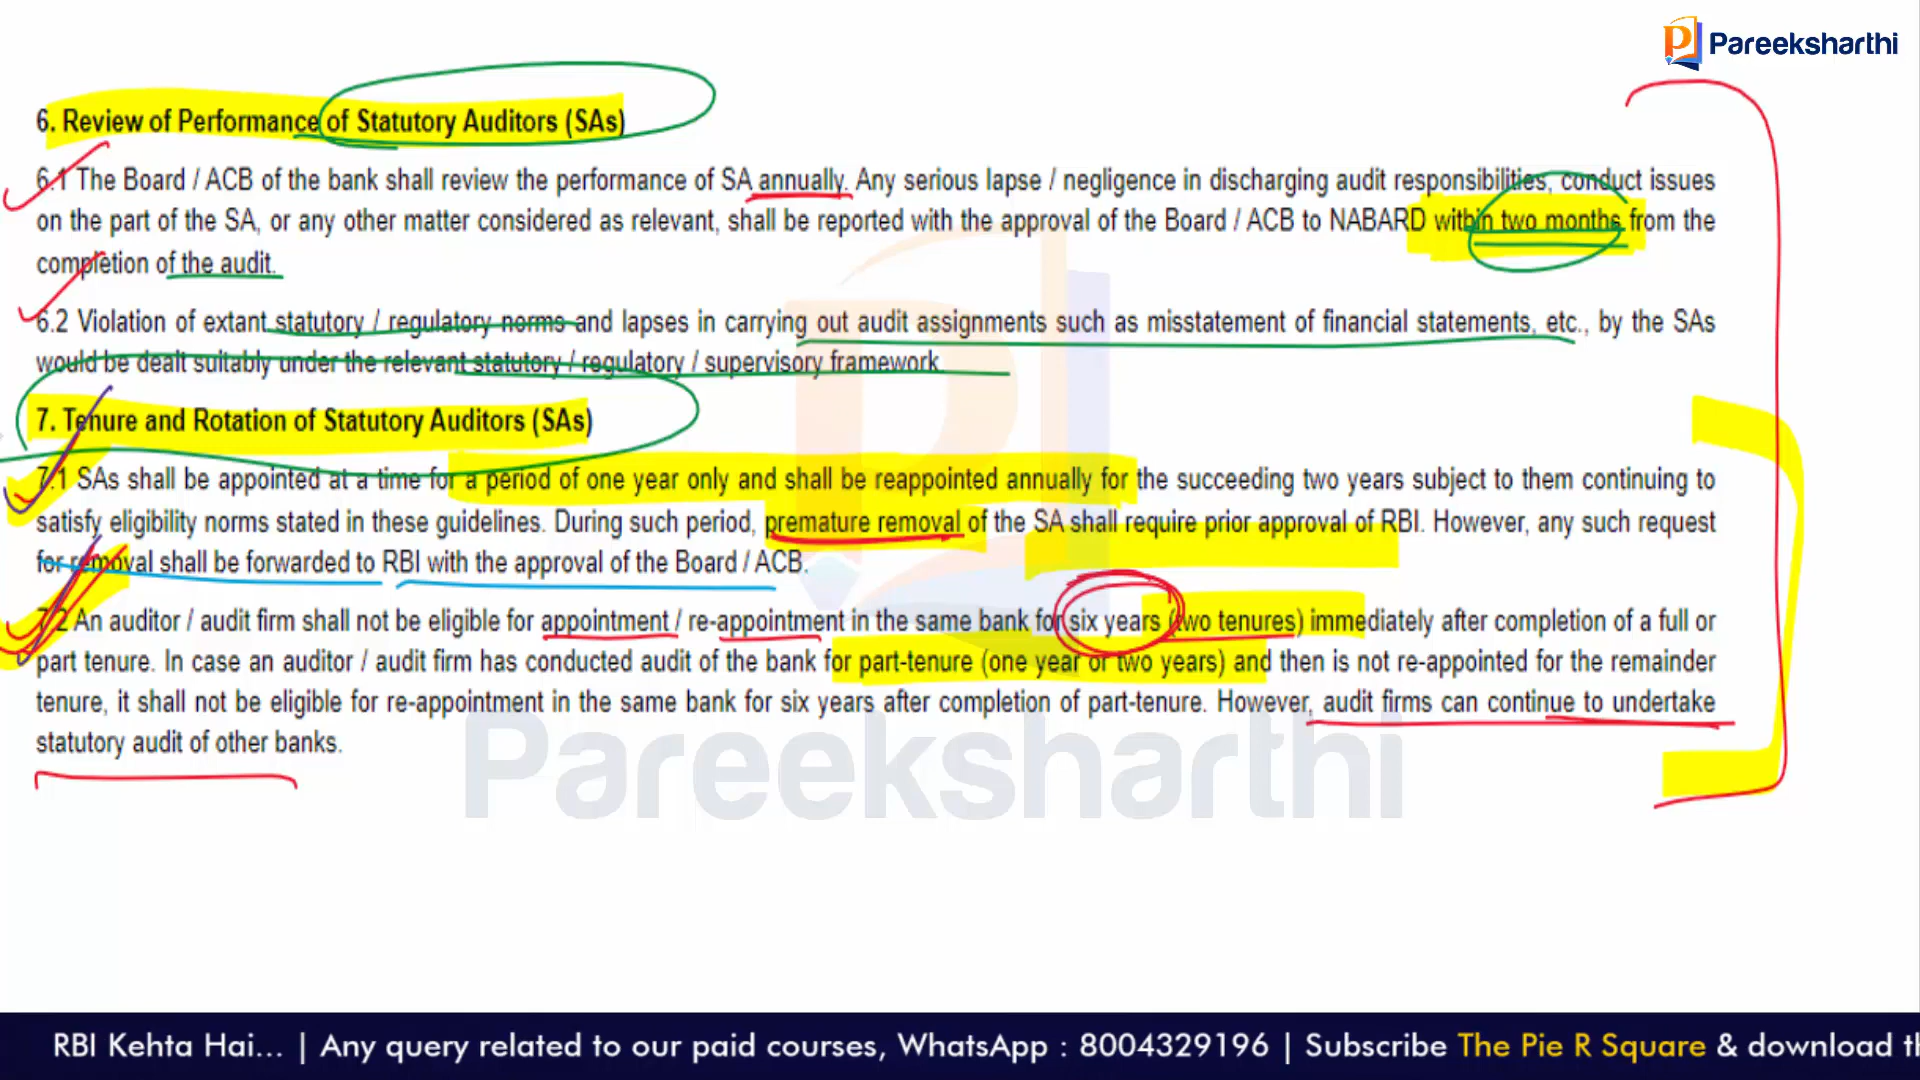 Pareeksharthi
6. Review of Performance of Statutory Auditors (SAs)
6.1 The Board / ACB of the bank shall review the performance of SA annually. Any serious lapse / negligence in discharging audit responsibilities, conduct issues
on the part of the SA, or any other matter considered as relevant, shall be reported with the approval of the Board / ACB to NABARD within two months from the
completion of the audit.
6.2 Violation of extant statutory / regulatory norms and lapses in carrying out audit assignments such as misstatement of financial statements, etc., by the SAs
would be dealt suitably under the relevant statutory / regulatory / supervisory framework.
7. Tenure and Rotation of Statutory Auditors (SAs)
7.1 SAs shall be appointed at a time for a period of one year only and shall be reappointed annually for the succeeding two years subject to them continuing to
satisfy eligibility norms stated in these guidelines. During such period, premature removal of the SA shall require prior approval of RBI. However, any such request
for removal shall be forwarded to RBI with the approval of the Board / ACB.
7.2 An auditor / audit firm shall not be eligible for appointment / re-appointment in the same bank for six years (two tenures) immediately after completion of a full or
part tenure. In case an auditor / audit firm has conducted audit of the bank for part-tenure (one year or two years) and then is not re-appointed for the remainder
tenure, it shall not be eligible for re-appointment in the same bank for six years after completion of part-tenure. However, audit firms can continue to undertake
statutory audit of other banks.
Pareeksharthi
RBI Kehta Hai... | Any query related to our paid courses, WhatsApp : 8004329196 | Subscribe The Pie R Square & download th